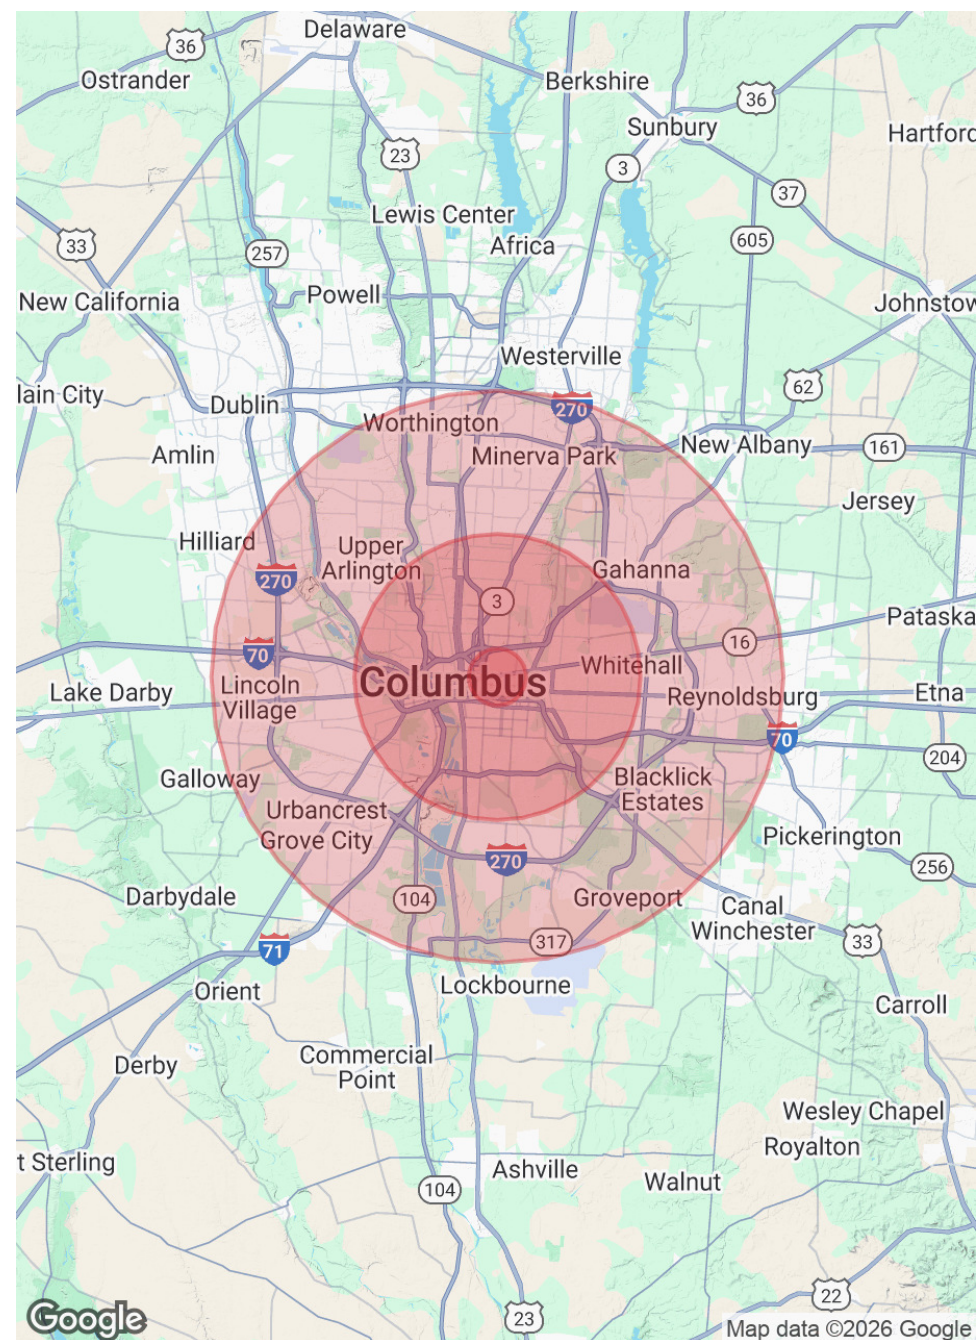 Delaware
36
Ostrander
Berkshire
36
Sunbury
Hartford
23
3
37
Lewis Center
33
257
Africa
605
New California
Powell
Johnstow
Westerville
62
lain City
Dublin
270
Worthington
Minerva Park
New Albany
161
Amlin
Jersey
Hilliard
Upper
Arlington
270
Gahanna
3
Pataska
16
70
Whitehall
Columbus
Lake Darby
Lincoln
Village
Reynoldsburg
Etna
70
204
Galloway
Blacklick
Estates
Urbancrest
Grove City
Pickerington
270
256
Darbydale
104
Groveport
Canal
Winchester
317
33
71
Orient
Lockbourne
Carroll
Derby
Commercial
Point
Wesley Chapel
Royalton
t Sterling
Ashville
Walnut
104
22
23
Google
Map data ©2026 Google